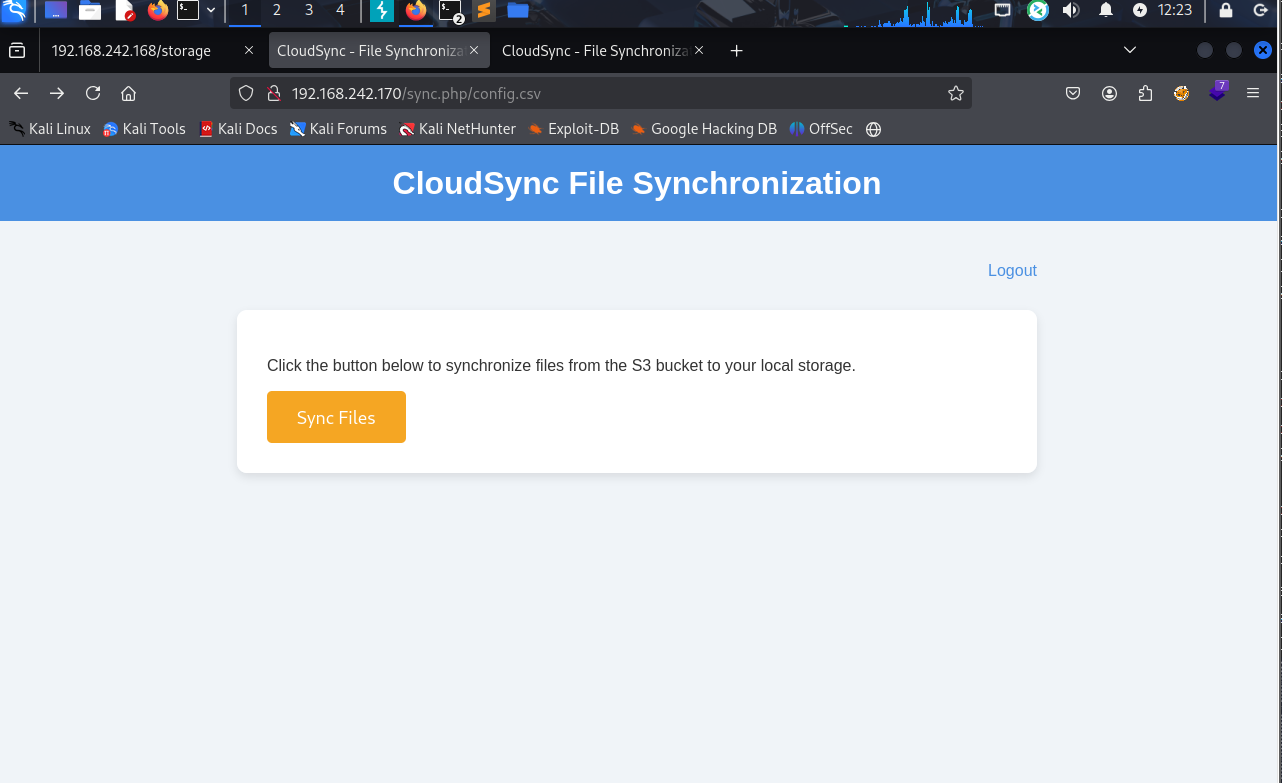 1 2 3 4 2 12:23
192.168.242.168/storage CloudSync - File Synchroniza CloudSync - File Synchroniza
192.168.242.170/sync.php/config.csv 7
Kali Linux Kali Tools Kali Docs Kali Forums Kali NetHunter Exploit-DB Google Hacking DB OffSec
CloudSync File Synchronization
Logout
Click the button below to synchronize files from the S3 bucket to your local storage.
Sync Files